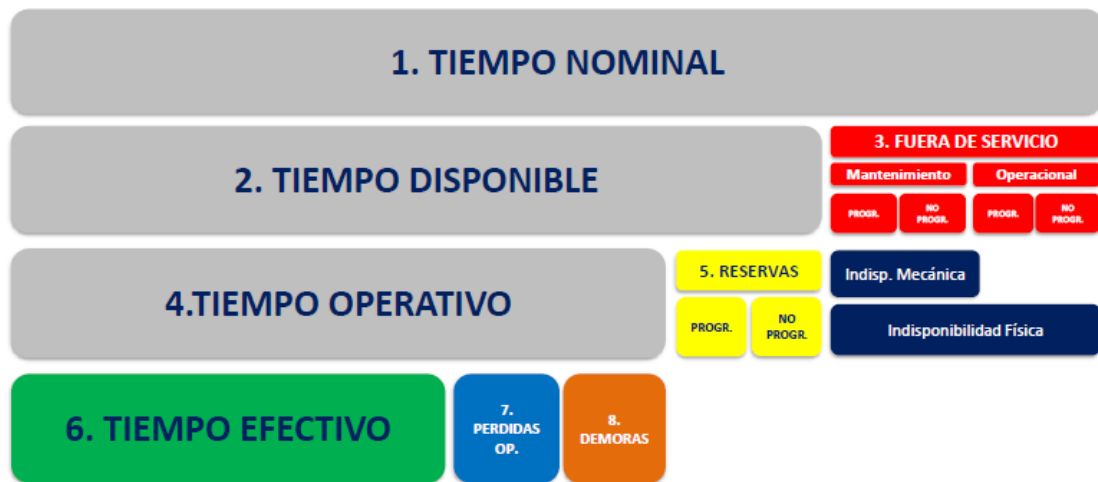 1. TIEMPO NOMINAL
2. TIEMPO DISPONIBLE
3. FUERA DE SERVICIO
Mantenimiento
Operacional
PROGR.
NO
PROGR.
PROGR.
NO
PROGR.
4.TIEMPO OPERATIVO
5. RESERVAS
PROGR.
NO
PROGR.
Indisp. Mecánica
Indisponibilidad Física
6. TIEMPO EFECTIVO
7.
PERDIDAS
OP.
8.
DEMORAS